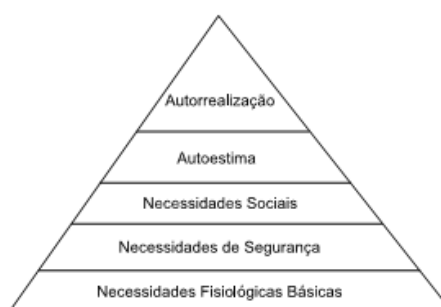 Autorrealização
Autoestima
Necessidades Sociais
Necessidades de Segurança
Necessidades Fisiológicas Básicas